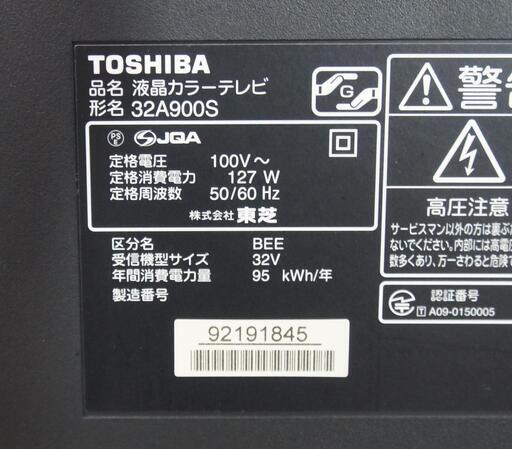 TOSHIBA
品名 液晶カラーテレビ
形名 32A900S
G
PS
E
JQA
定格電圧 100V～
定格消費電力 127 W
定格周波数 50/60 Hz
株式会社 東芝
区分名 BEE
受信機型サイズ 32V
年間消費電力量 95 kWh/年
製造番号
92191845
警告
高圧注意
サービスマン以外の方は裏ぶ
ないでください。内部には高電
数多くあり、万一さわると危険で
認証番号
T A09-0150005